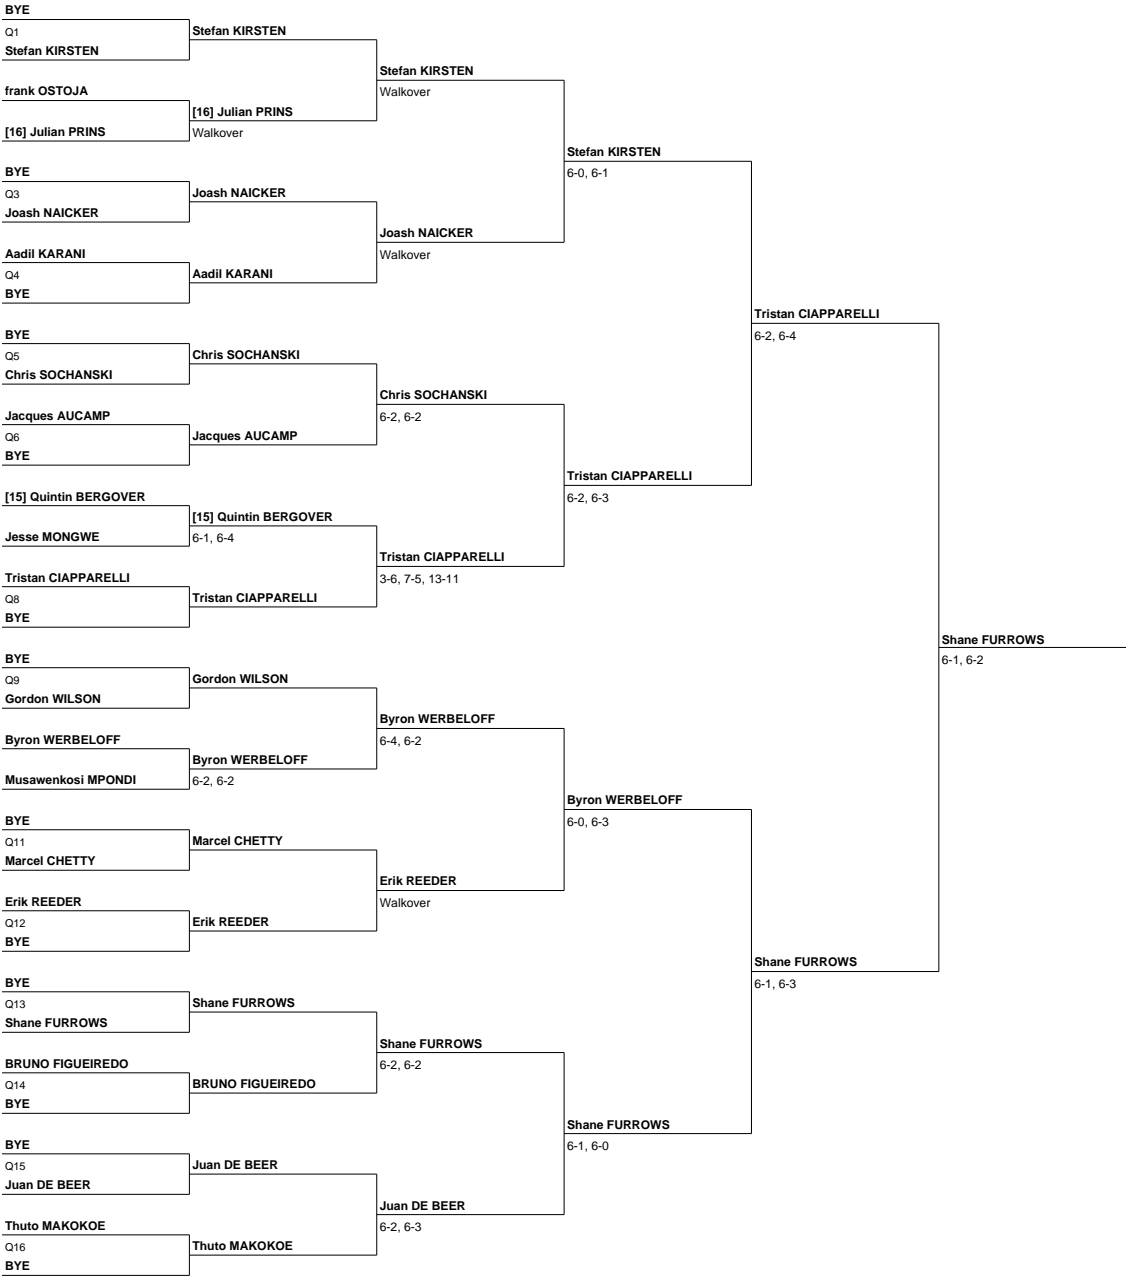 BYE
Q1
Stefan KIRSTEN
frank OSTOJA
[16] Julian PRINS
BYE
Q3
Joash NAICKER
Aadil KARANI
Q4
BYE
BYE
Q5
Chris SOCHANSKI
Jacques AUCAMP
Q6
BYE
[15] Quintin BERGOVER
Jesse MONGWE
Tristan CIAPPARELLI
Q8
BYE
BYE
Q9
Gordon WILSON
Byron WERBELOFF
Musawenkosi MPONDI
BYE
Q11
Marcel CHETTY
Erik REEDER
Q12
BYE
BYE
Q13
Shane FURROWS
BRUNO FIGUEIREDO
Q14
BYE
BYE
Q15
Juan DE BEER
Thuto MAKOKOE
Q16
BYE
Stefan KIRSTEN
[16] Julian PRINS
Walkover
Joash NAICKER
Aadil KARANI
Chris SOCHANSKI
Jacques AUCAMP
[15] Quintin BERGOVER
6-1, 6-4
Tristan CIAPPARELLI
Gordon WILSON
Byron WERBELOFF
6-2, 6-2
Marcel CHETTY
Erik REEDER
Shane FURROWS
BRUNO FIGUEIREDO
Juan DE BEER
Thuto MAKOKOE
Stefan KIRSTEN
Walkover
Joash NAICKER
Walkover
Chris SOCHANSKI
6-2, 6-2
Tristan CIAPPARELLI
3-6, 7-5, 13-11
Byron WERBELOFF
6-4, 6-2
Erik REEDER
Walkover
Shane FURROWS
6-2, 6-2
Juan DE BEER
6-2, 6-3
Stefan KIRSTEN
6-0, 6-1
Tristan CIAPPARELLI
6-2, 6-3
Byron WERBELOFF
6-0, 6-3
Shane FURROWS
6-1, 6-0
Tristan CIAPPARELLI
6-2, 6-4
Shane FURROWS
6-1, 6-3
Shane FURROWS
6-1, 6-2